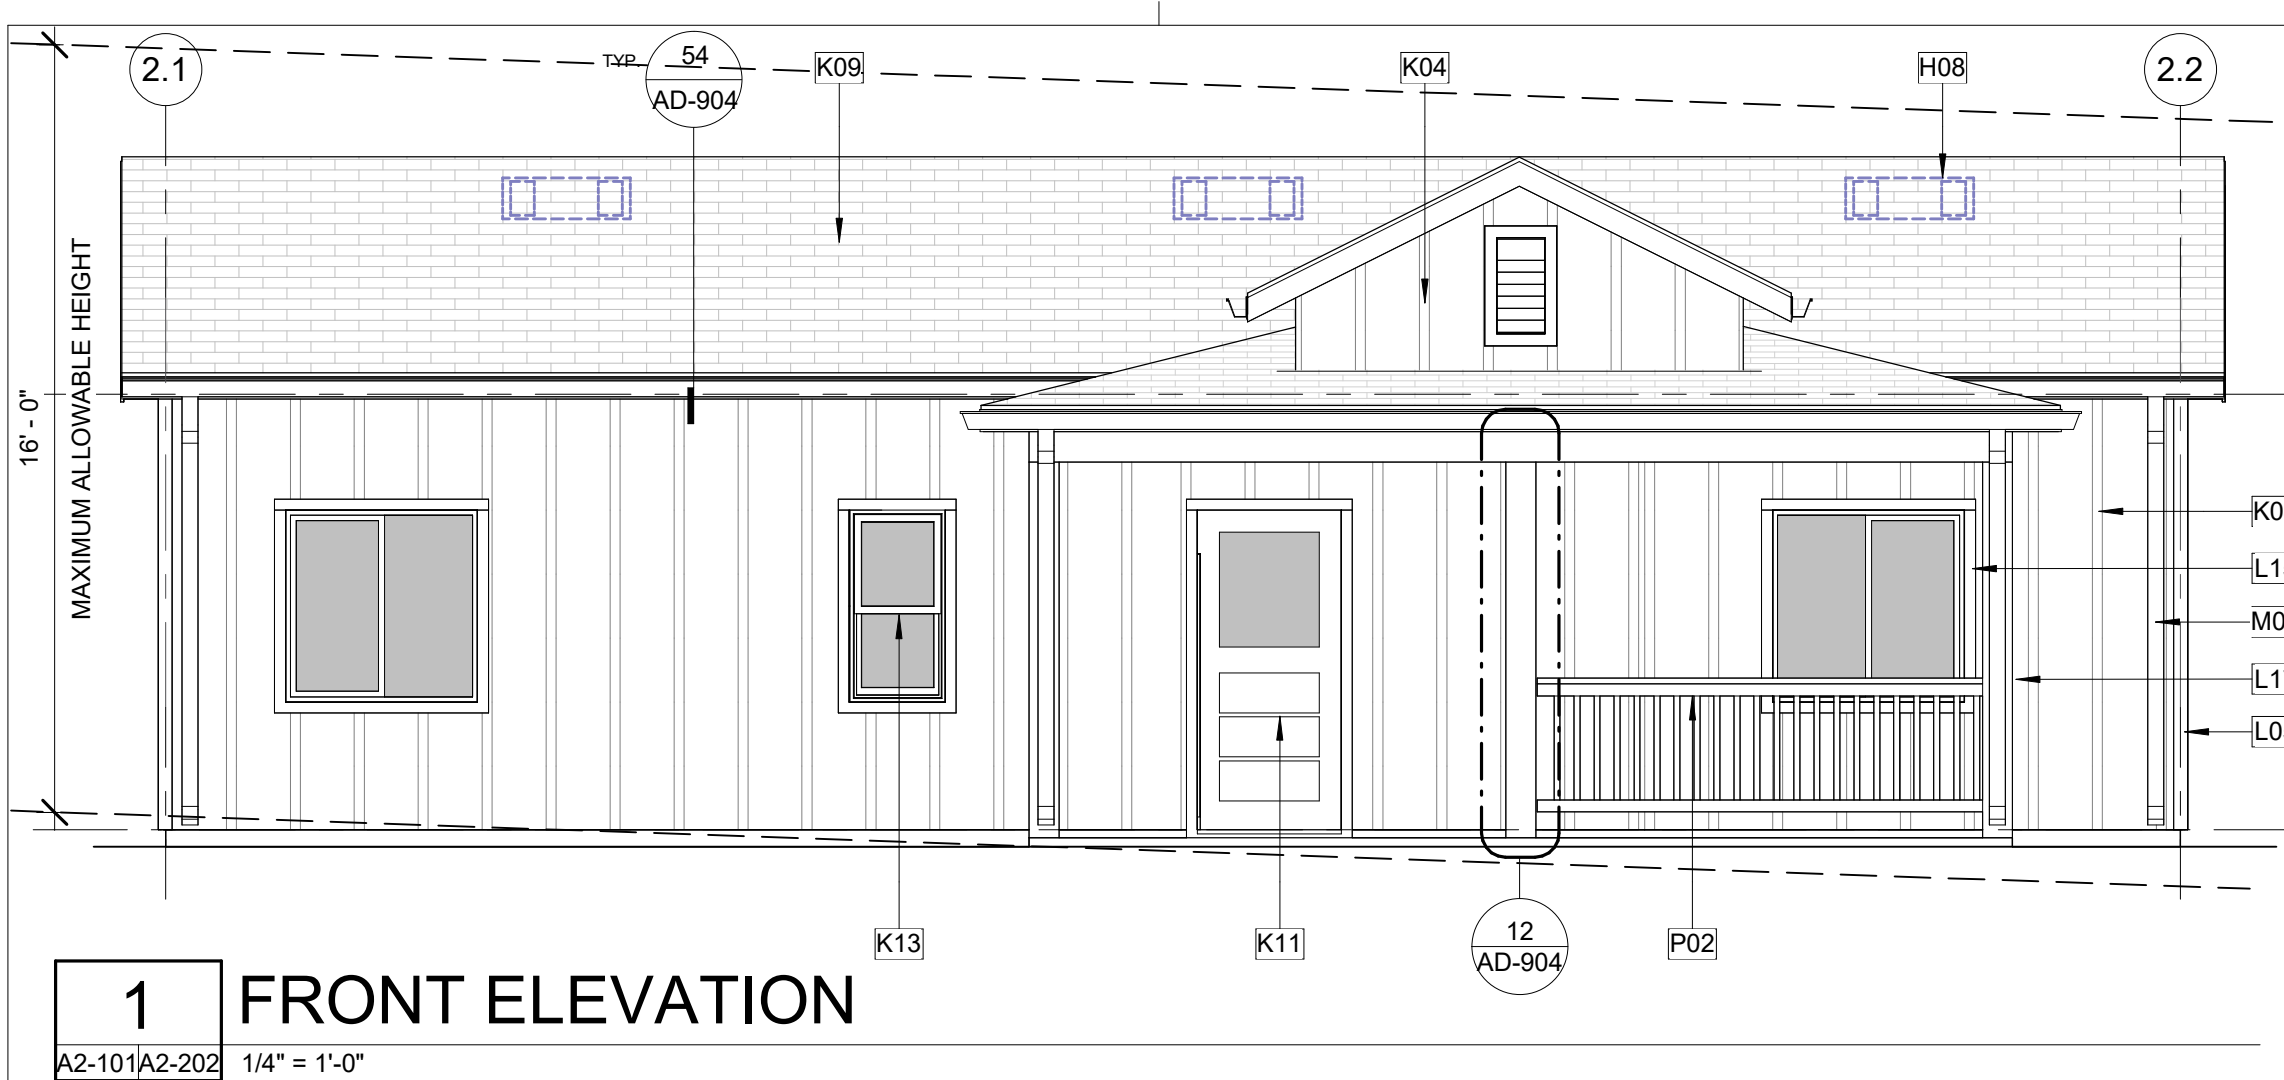 2.1
TYP.
54
AD-904
K09
K04
H08
2.2
MAXIMUM ALLOWABLE HEIGHT
16' - 0"
K13
K11
12
AD-904
P02
1
FRONT ELEVATION
A2-101
A2-202
1/4" = 1'-0"